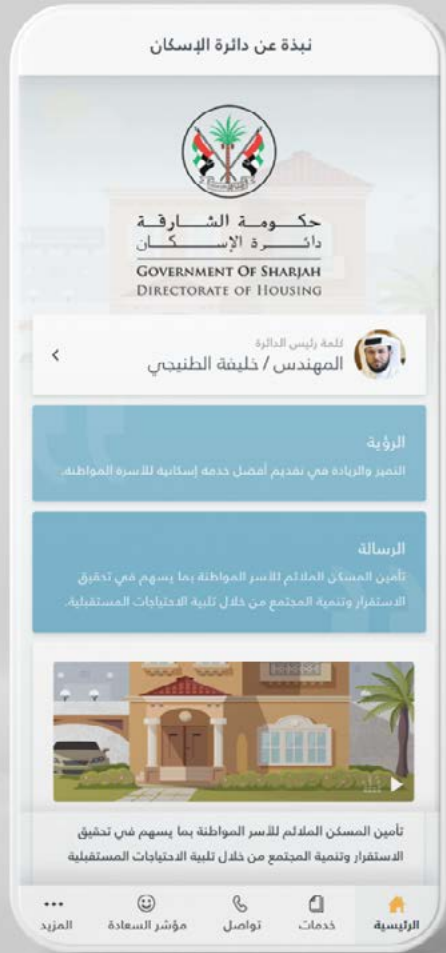 نبذة عن دائرة الإسكان
حكومة الشارقة
دائرة الإسكان
GOVERNMENT OF SHARJAH
DIRECTORATE OF HOUSING
كلمة رئيس الدائرة
المهندس / خليفة الطنيجي
الرؤية
التميز والريادة في تقديم أفضل خدمة إسكانية للأسرة المواطنة.
الرسالة
تأمين المسكن الملائم للأسر المواطنة بما يسهم في تحقيق
الاستقرار وتنمية المجتمع من خلال تلبية الاحتياجات المستقبلية.
تأمين المسكن الملائم للأسر المواطنة بما يسهم في تحقيق
الاستقرار وتنمية المجتمع من خلال تلبية الاحتياجات المستقبلية
الرئيسية
خدمات
تواصل
مؤشر السعادة
المزيد